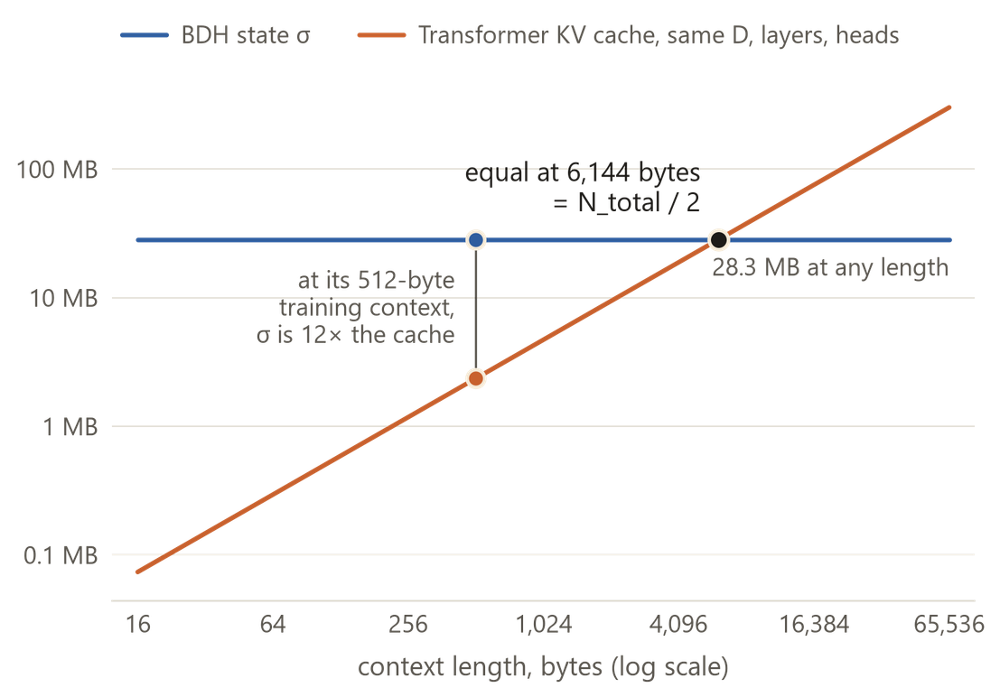 BDH state σ
Transformer KV cache, same D, layers, heads
100 MB
equal at 6,144 bytes
= N_total / 2
28.3 MB at any length
at its 512-byte
training context,
σ is 12× the cache
10 MB
1 MB
0.1 MB
16 64 256 1,024 4,096 16,384 65,536
context length, bytes (log scale)